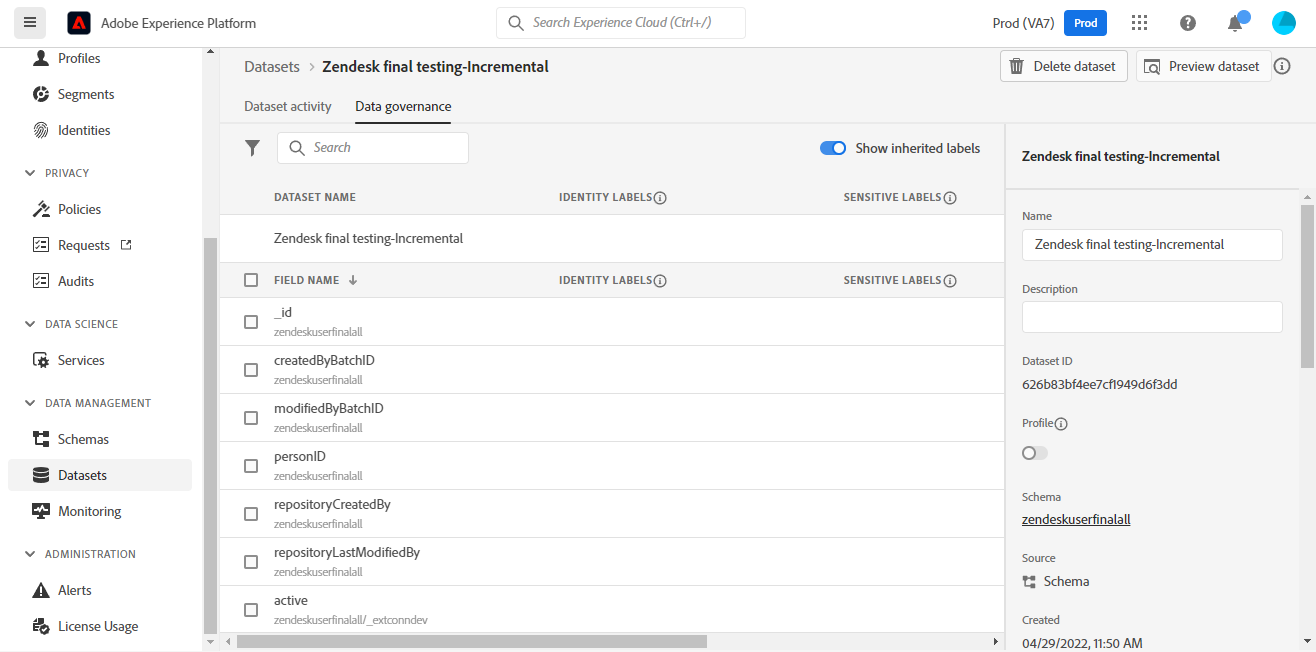 Adobe Experience Platform
Search Experience Cloud (Ctrl+/)
Prod (VA7)
Prod
Profiles
Segments
Identities
PRIVACY
Policies
Requests
Audits
DATA SCIENCE
Services
DATA MANAGEMENT
Schemas
Datasets
Monitoring
ADMINISTRATION
Alerts
License Usage
Datasets > Zendesk final testing-Incremental
Delete dataset
Preview dataset
Dataset activity
Data governance
Search
Show inherited labels
DATASET NAME IDENTITY LABELS SENSITIVE LABELS
Zendesk final testing-Incremental
FIELD NAME IDENTITY LABELS SENSITIVE LABELS
_id
zendeskuserfinalall
createdByBatchID
zendeskuserfinalall
modifiedByBatchID
zendeskuserfinalall
personID
zendeskuserfinalall
repositoryCreatedBy
zendeskuserfinalall
repositoryLastModifiedBy
zendeskuserfinalall
active
zendeskuserfinalall/_extconndev
Zendesk final testing-Incremental
Name
Zendesk final testing-Incremental
Description
Dataset ID
626b83bf4ee7cf1949d6f3dd
Profile
Schema
zendeskuserfinalall
Source
Schema
Created
04/29/2022, 11:50 AM